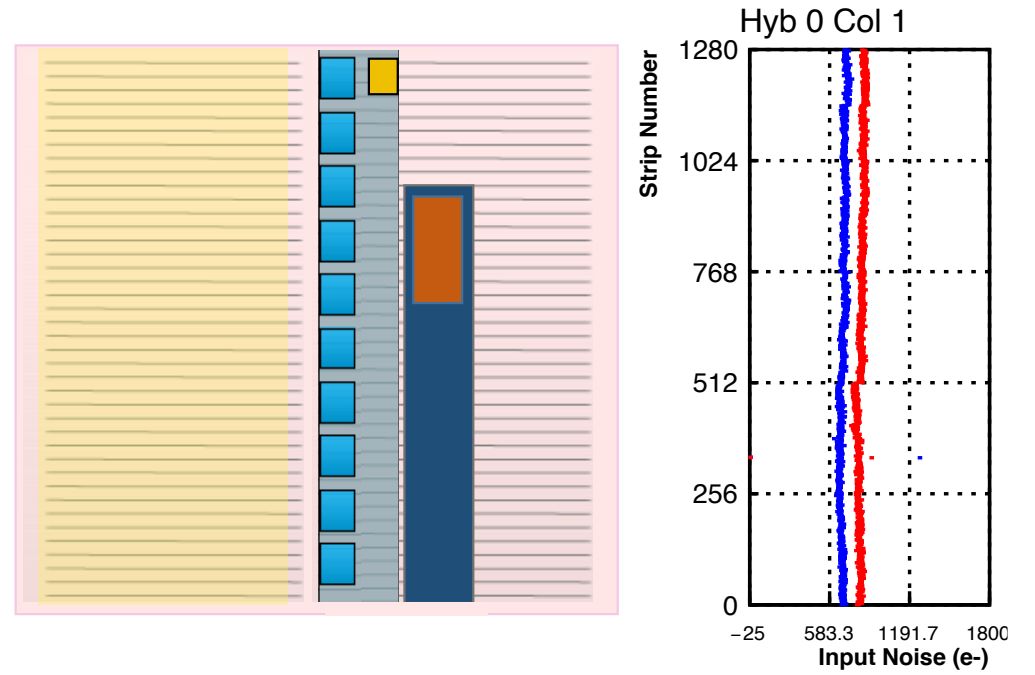 Hyb 0 Col 1
Strip Number
1280
1024
768
512
256
0
−25 583.3 1191.7 1800
Input Noise (e-)